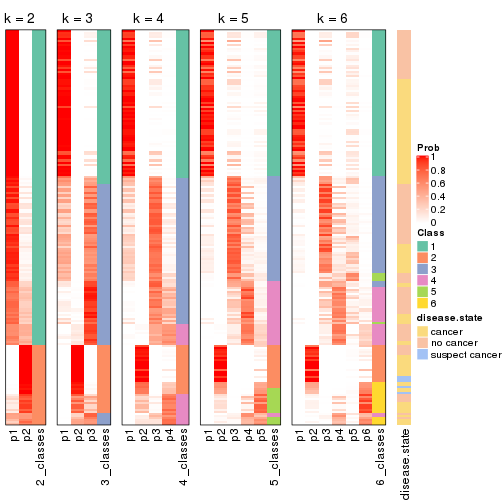 k = 2 k = 3 k = 4 k = 5 k = 6
Prob
1
0.8
0.6
0.4
0.2
0
Class
1
2
3
4
5
6
disease.state
cancer
no cancer
suspect cancer
p1 p2 2_classes p1 p2 p3 3_classes p1 p2 p3 p4 4_classes p1 p2 p3 p4 p5 5_classes p1 p2 p3 p4 p5 p6 6_classes disease.state